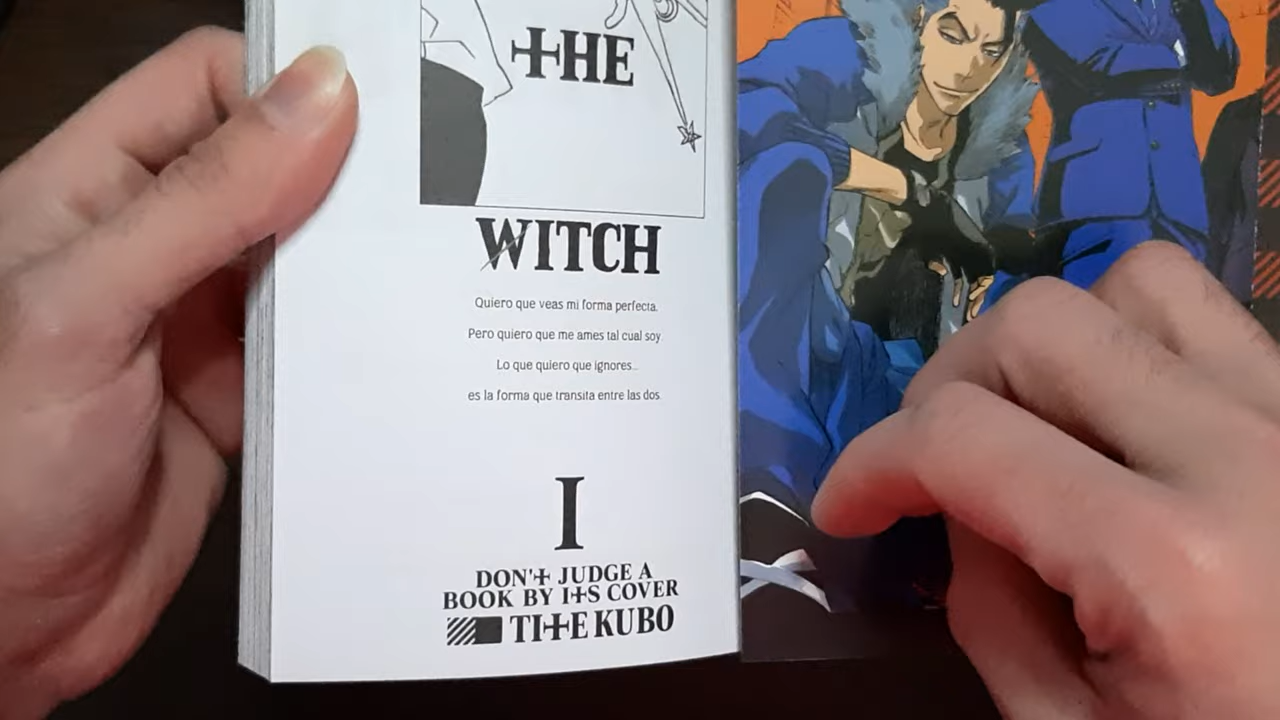 THE
WITCH
Quiero que veas mi forma perfecta.
Pero quiero que me ames tal cual soy.
Lo que quiero que ignores...
es la forma que transita entre las dos.
I
DON'T JUDGE A
BOOK BY ITS COVER
TITE KUBO